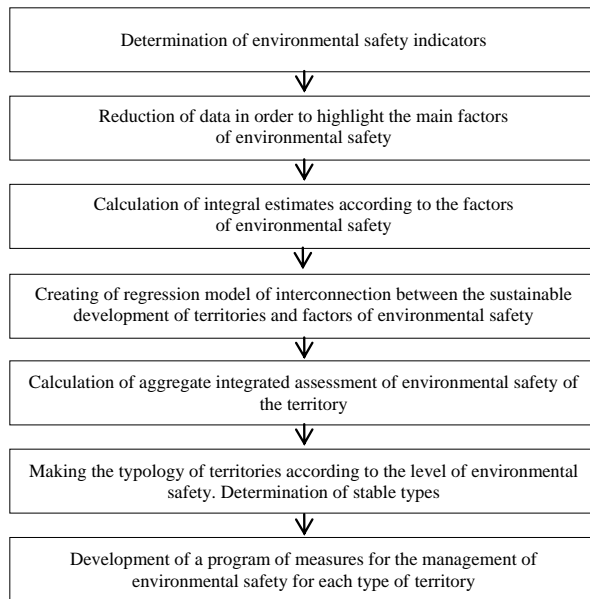 Determination of environmental safety indicators
Reduction of data in order to highlight the main factors
of environmental safety
Calculation of integral estimates according to the factors
of environmental safety
Creating of regression model of interconnection between the sustainable
development of territories and factors of environmental safety
Calculation of aggregate integrated assessment of environmental safety of
the territory
Making the typology of territories according to the level of environmental
safety. Determination of stable types
Development of a program of measures for the management of
environmental safety for each type of territory